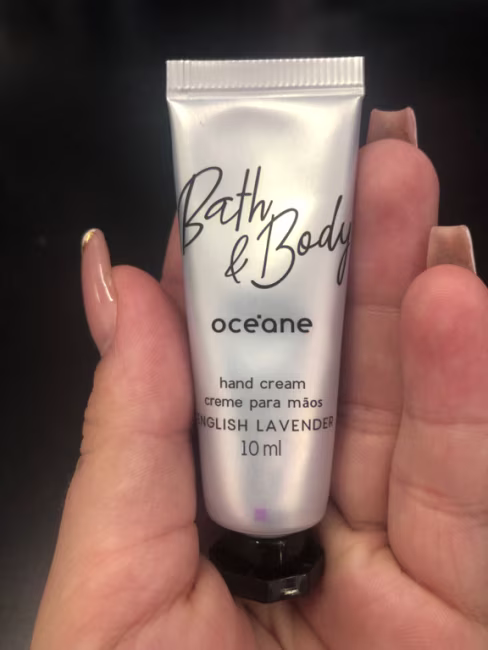 Bath
& Body
oceane
hand cream
creme para mãos
ENGLISH LAVENDER
10 ml